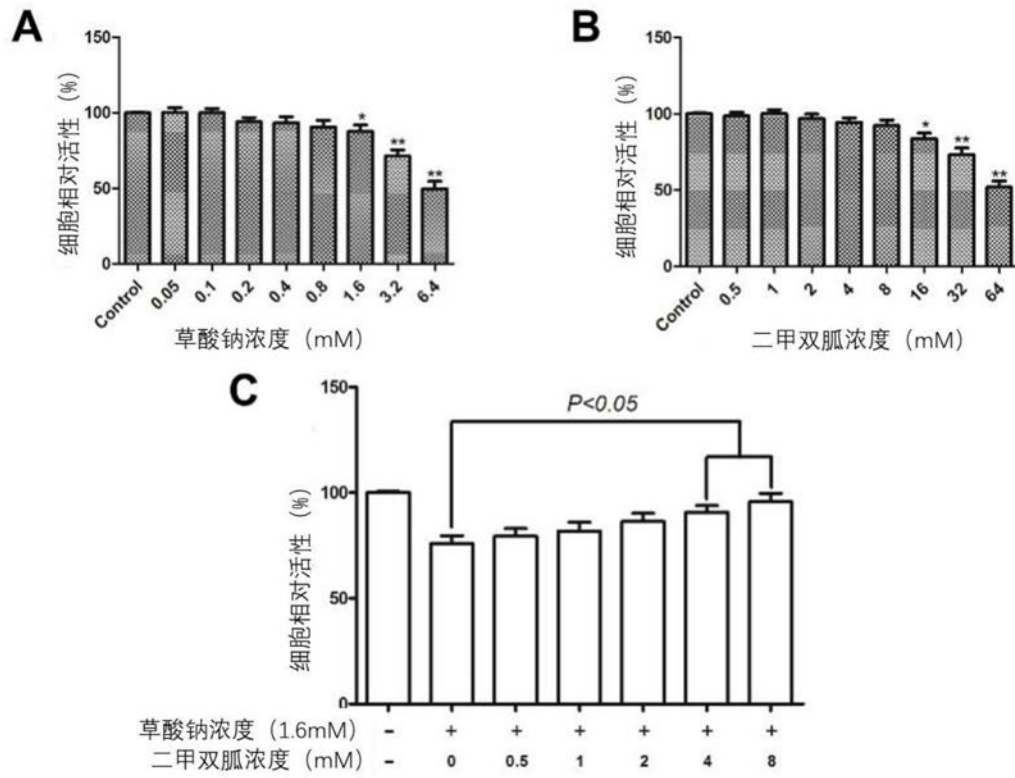 A
150
100
50
0
细胞相对活性（%）
*
**
**
Control
0.05
0.1
0.2
0.4
0.8
1.6
3.2
6.4
草酸钠浓度（mM）
B
150
100
50
0
细胞相对活性（%）
*
**
**
Control
0.5
1
2
4
8
16
32
64
二甲双胍浓度（mM）
C
150
100
50
0
细胞相对活性（%）
P<0.05
草酸钠浓度（1.6mM） – + + + + + +
二甲双胍浓度（mM） – 0 0.5 1 2 4 8